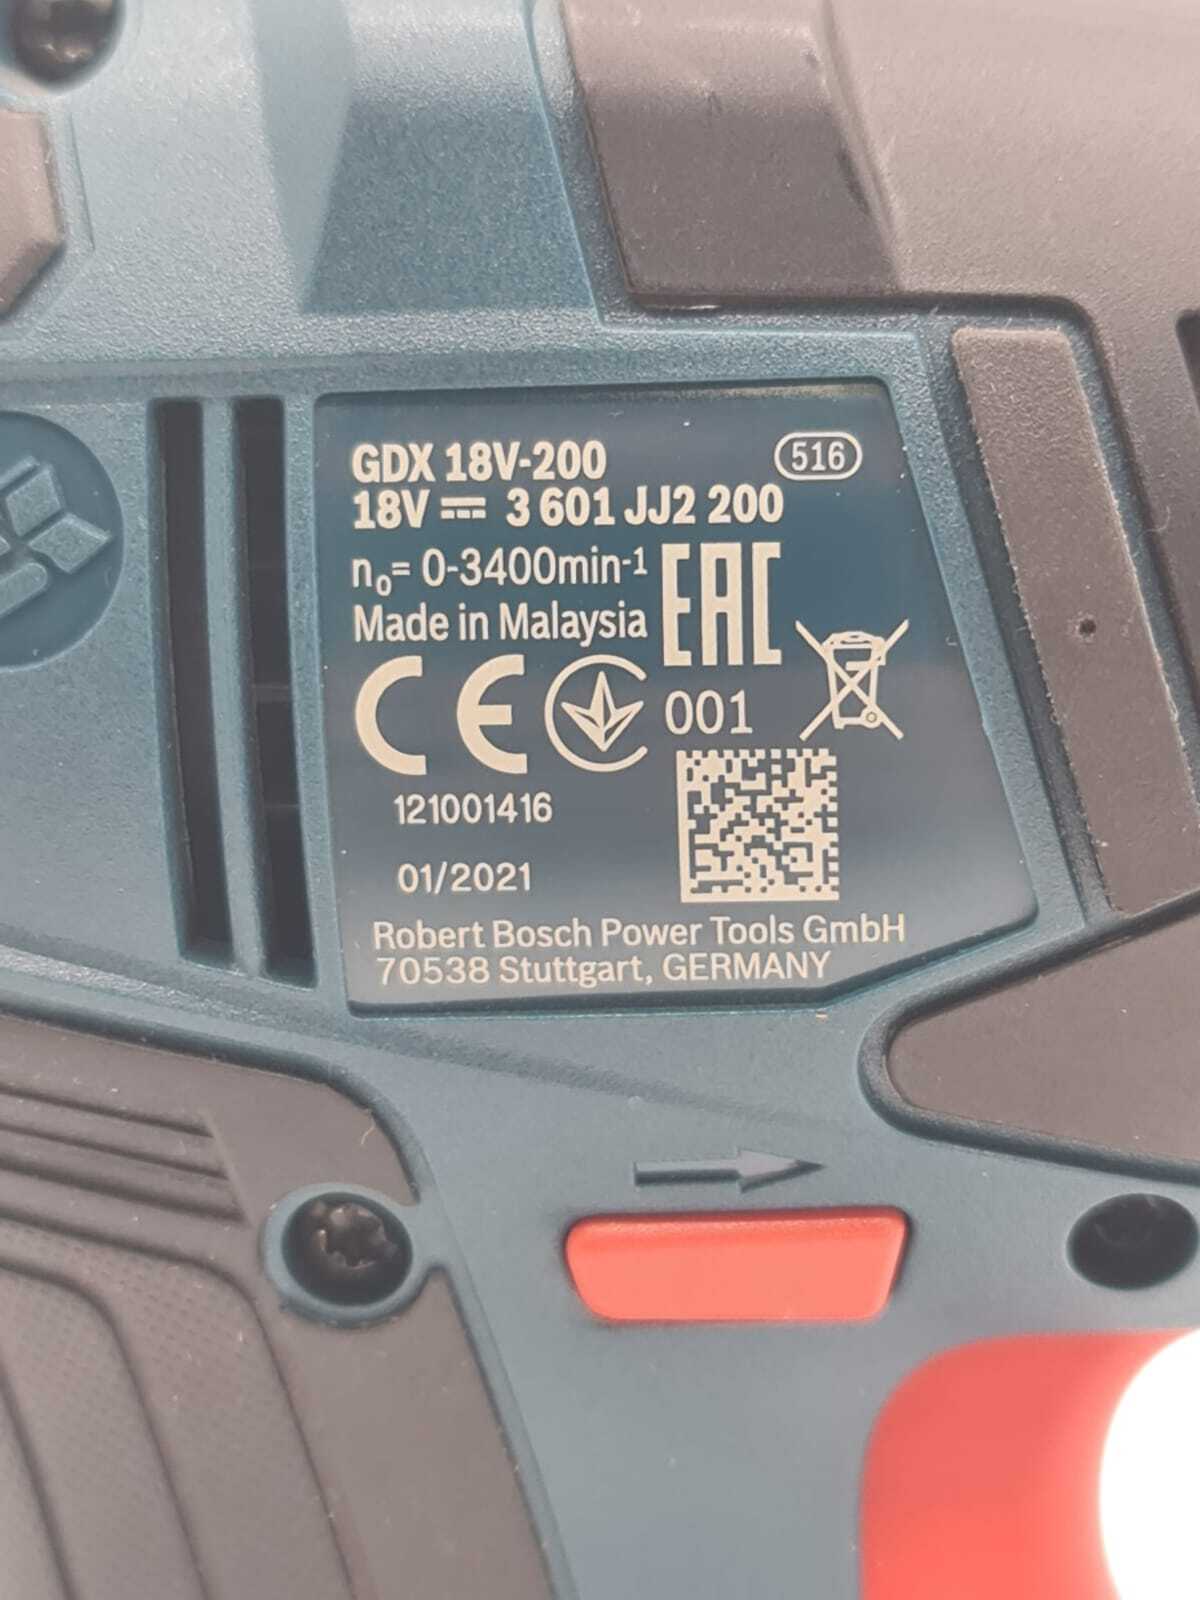 GDX 18V-200 516
18V 3 601 JJ2 200
n₀= 0-3400min⁻¹
Made in Malaysia EAC
CE 001
121001416
01/2021
Robert Bosch Power Tools GmbH
70538 Stuttgart, GERMANY